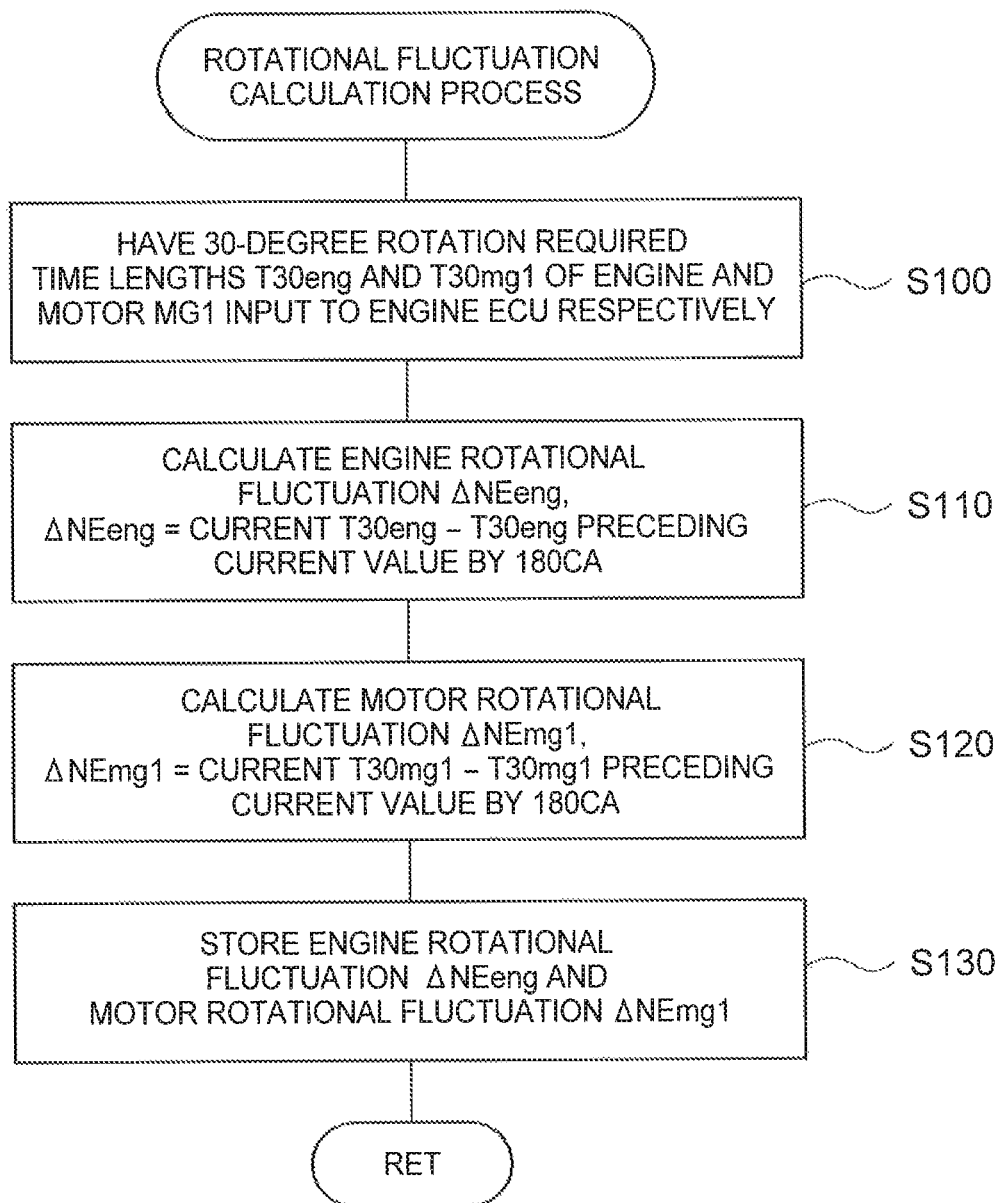 ROTATIONAL FLUCTUATION
CALCULATION PROCESS
HAVE 30-DEGREE ROTATION REQUIRED
TIME LENGTHS T30eng AND T30mg1 OF ENGINE AND
MOTOR MG1 INPUT TO ENGINE ECU RESPECTIVELY
S100
CALCULATE ENGINE ROTATIONAL
FLUCTUATION ΔNEeng,
ΔNEeng = CURRENT T30eng – T30eng PRECEDING
CURRENT VALUE BY 180CA
S110
CALCULATE MOTOR ROTATIONAL
FLUCTUATION ΔNEmg1,
ΔNEmg1 = CURRENT T30mg1 – T30mg1 PRECEDING
CURRENT VALUE BY 180CA
S120
STORE ENGINE ROTATIONAL
FLUCTUATION ΔNEeng AND
MOTOR ROTATIONAL FLUCTUATION ΔNEmg1
S130
RET